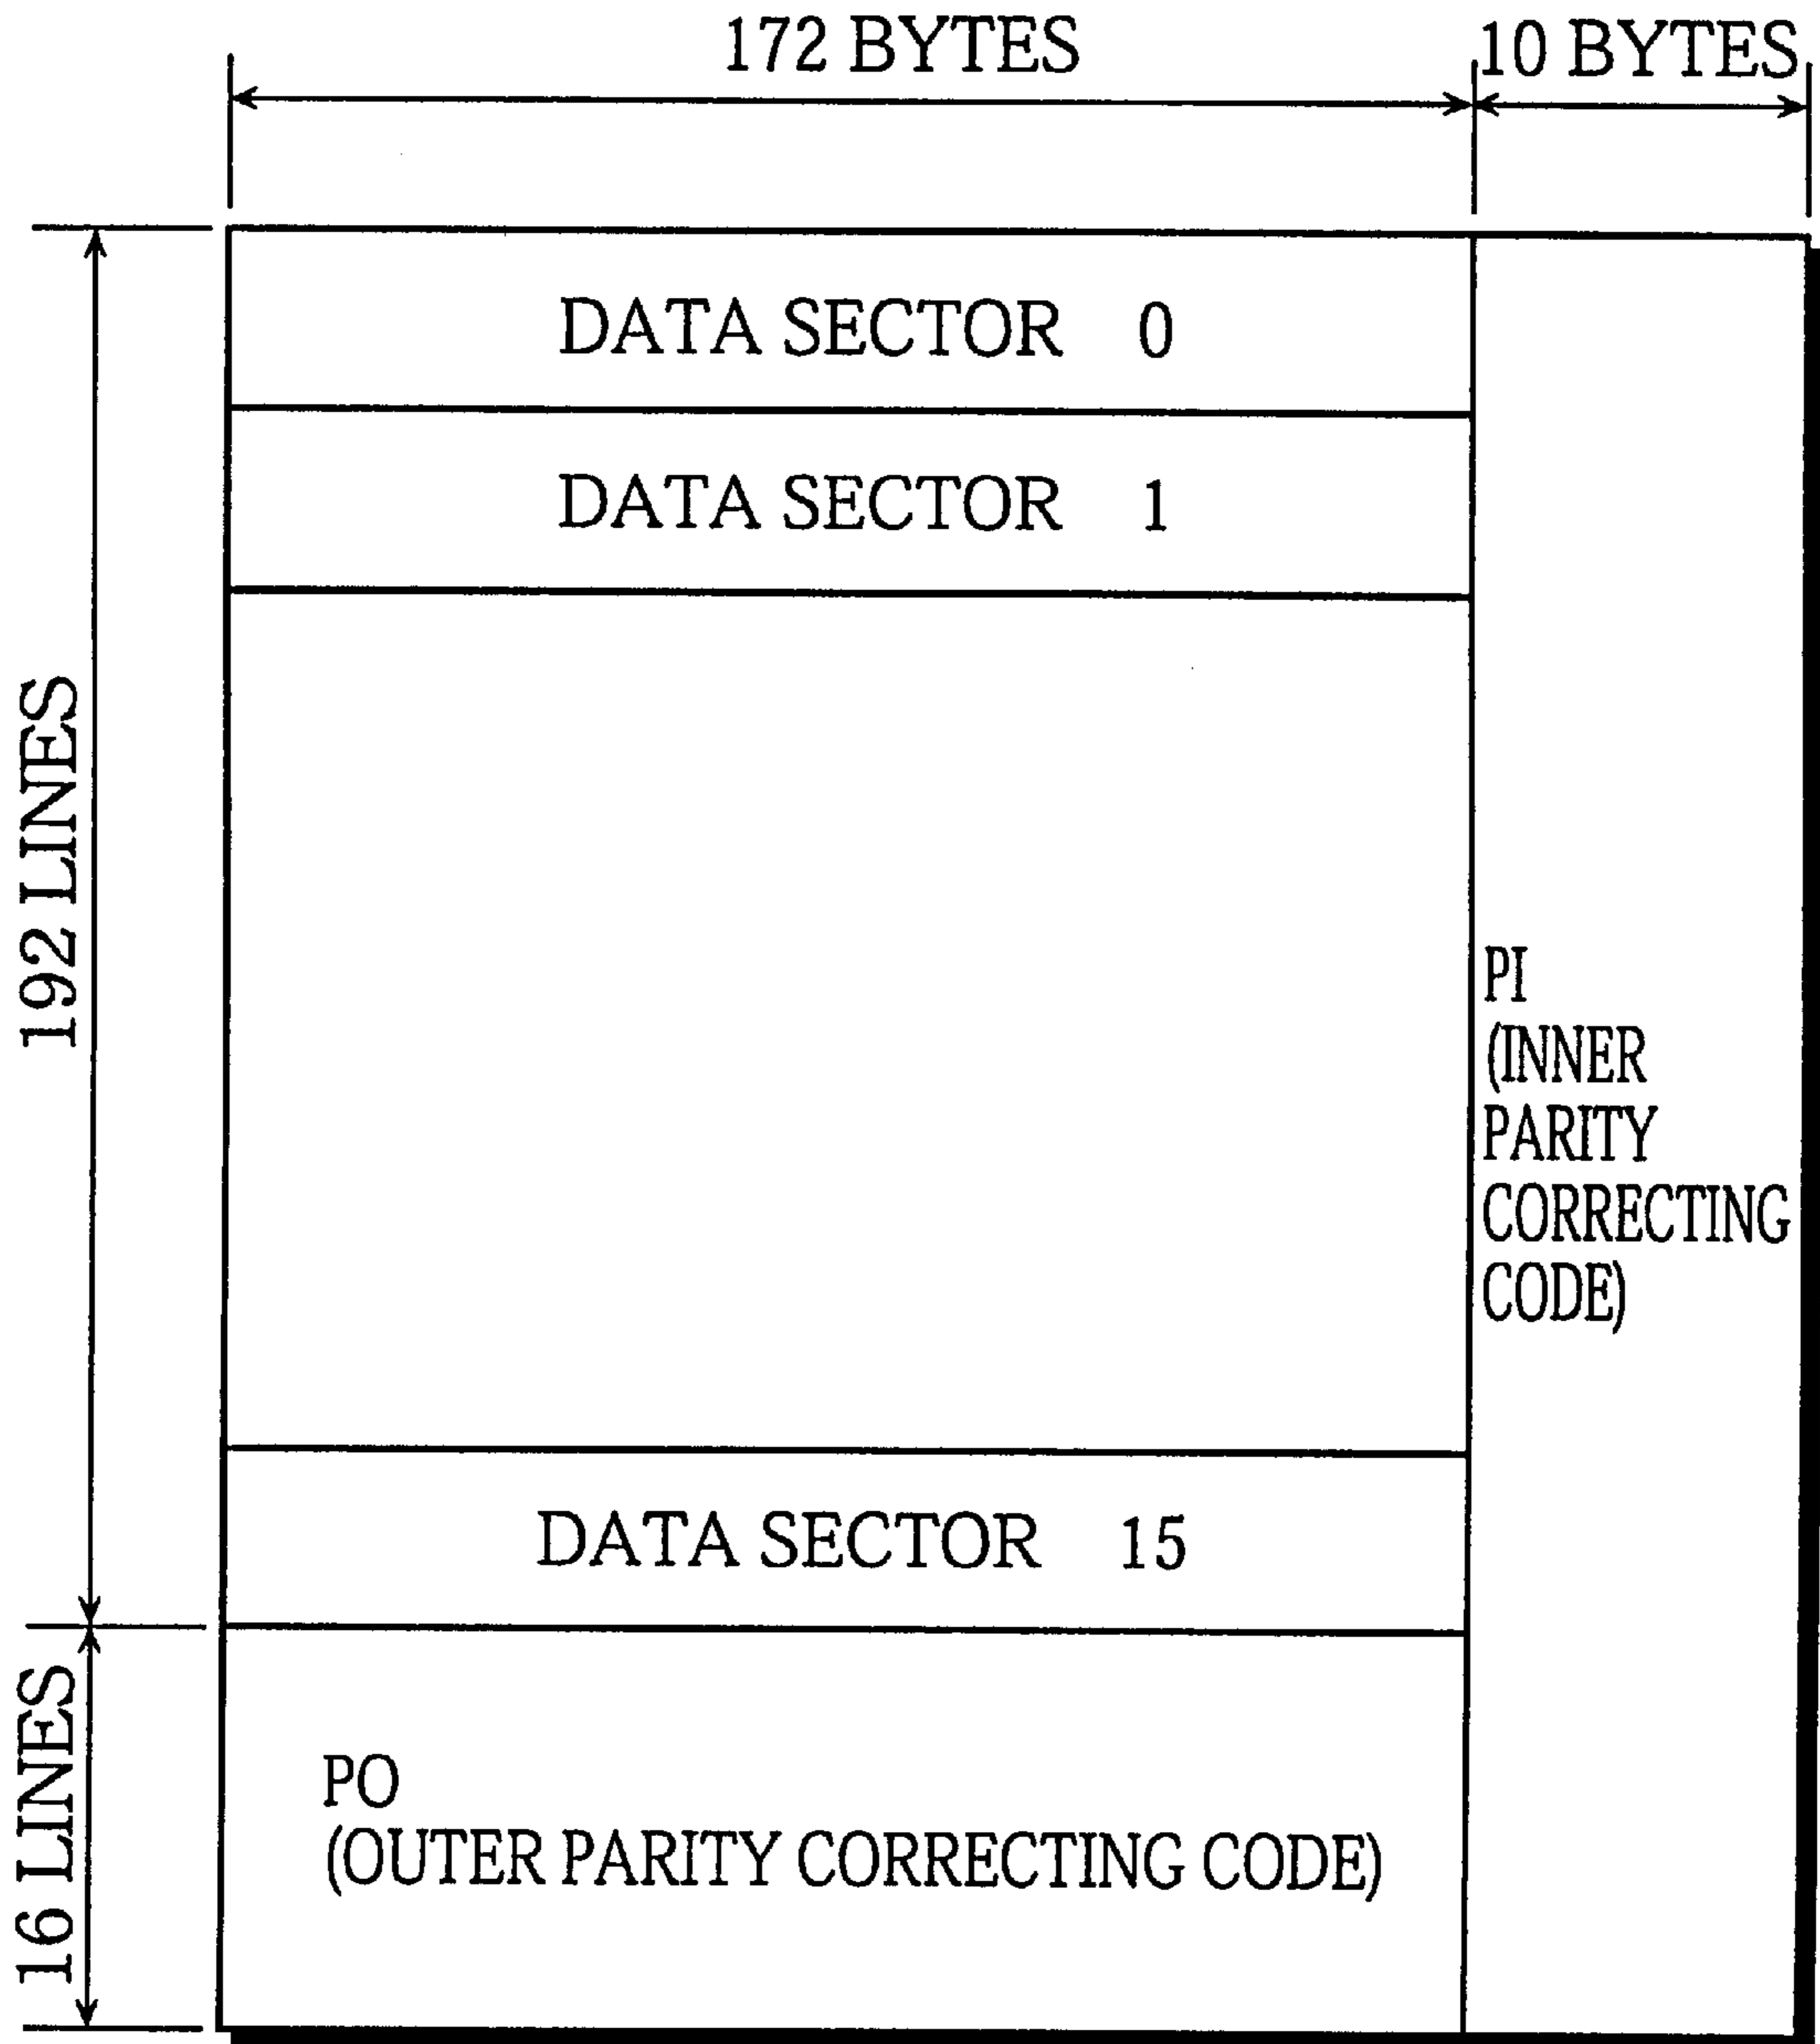 172 BYTES
10 BYTES
DATA SECTOR 0
DATA SECTOR 1
192 LINES
PI
(INNER
PARITY
CORRECTING
CODE)
DATA SECTOR 15
16 LINES
PO
(OUTER PARITY CORRECTING CODE)